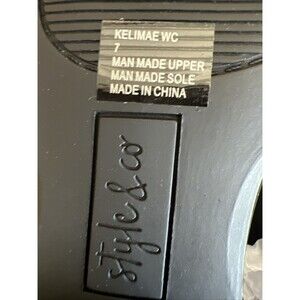 KELIMAE WC
7
MAN MADE UPPER
MAN MADE SOLE
MADE IN CHINA
style & co